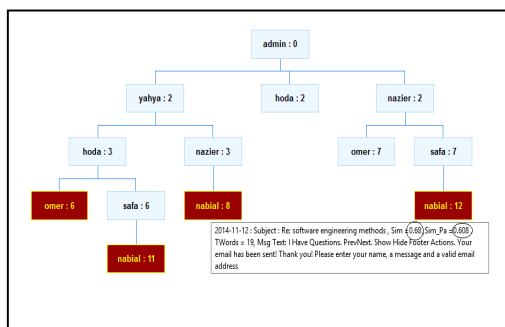 admin : 0
yahya : 2
hoda : 2
nazier : 2
hoda : 3
nazier : 3
omer : 7
safa : 7
omer : 6
safa : 6
nabial : 8
nabial : 12
nabial : 11
2014-11-12 : Subject : Re: software engineering methods , Sim =0.68,Sim_Pa =0.608,
TWords = 19, Msg Text: I Have Questions. PrevNext. Show Hide Footer Actions. Your
email has been sent! Thank you! Please enter your name, a message and a valid email
address